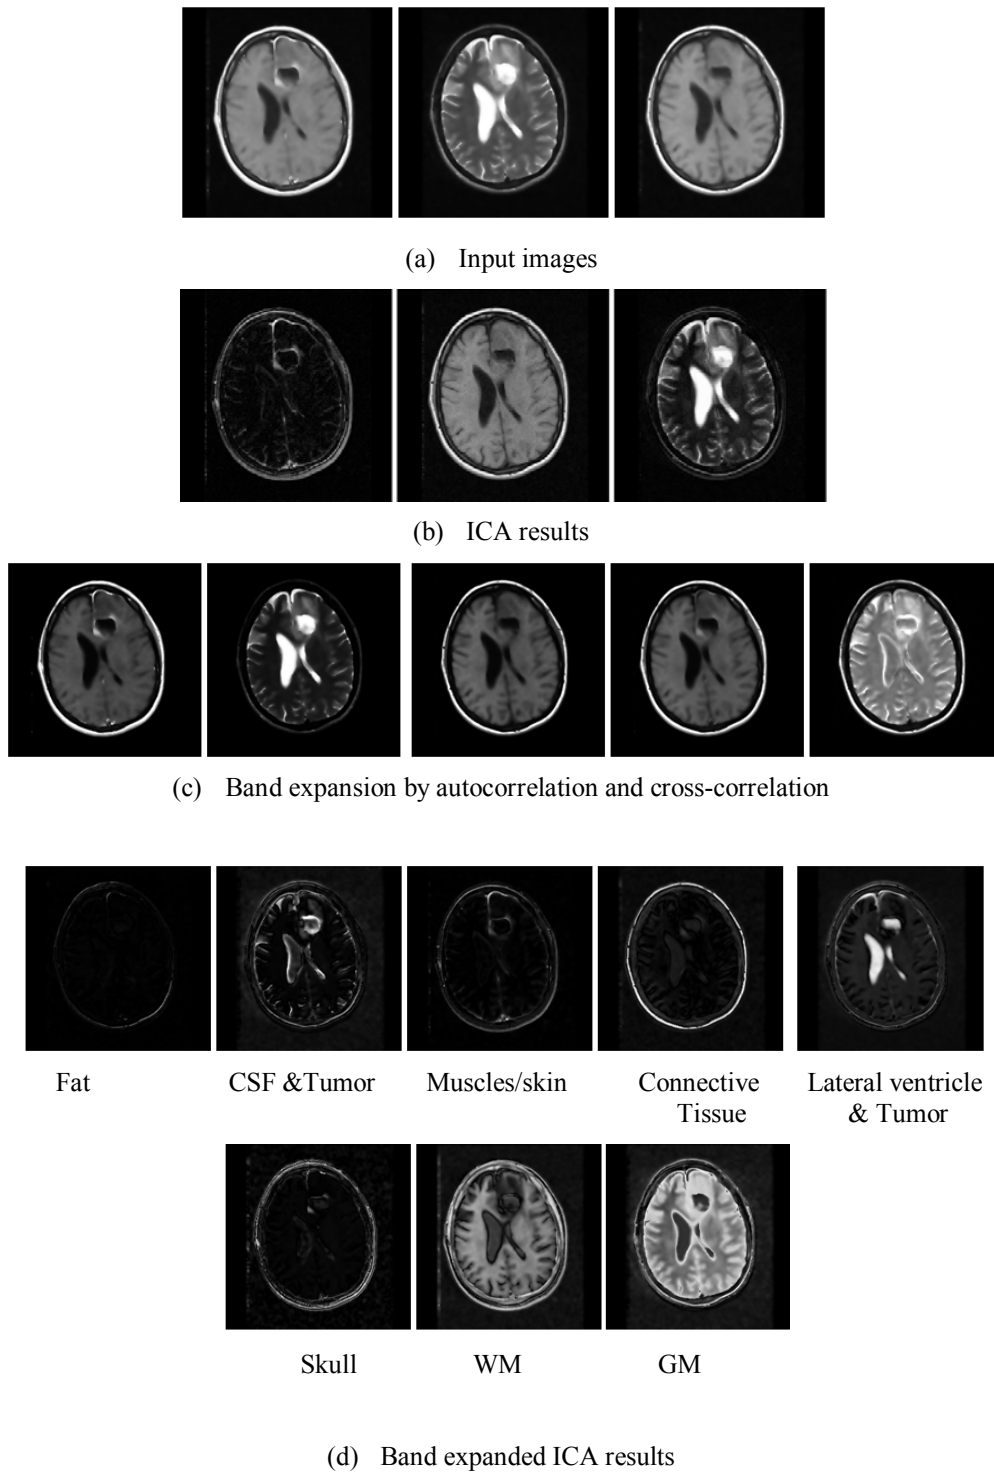 (a) Input images
(b) ICA results
(c) Band expansion by autocorrelation and cross-correlation
Fat
CSF &Tumor
Muscles/skin
Connective
Tissue
Lateral ventricle
& Tumor
Skull
WM
GM
(d) Band expanded ICA results